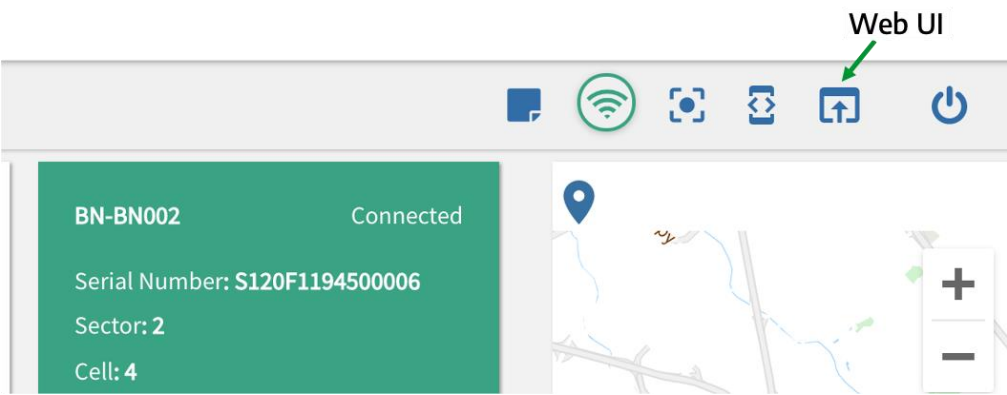 Web UI
BN-BN002 Connected
Serial Number: S120F1194500006
Sector: 2
Cell: 4